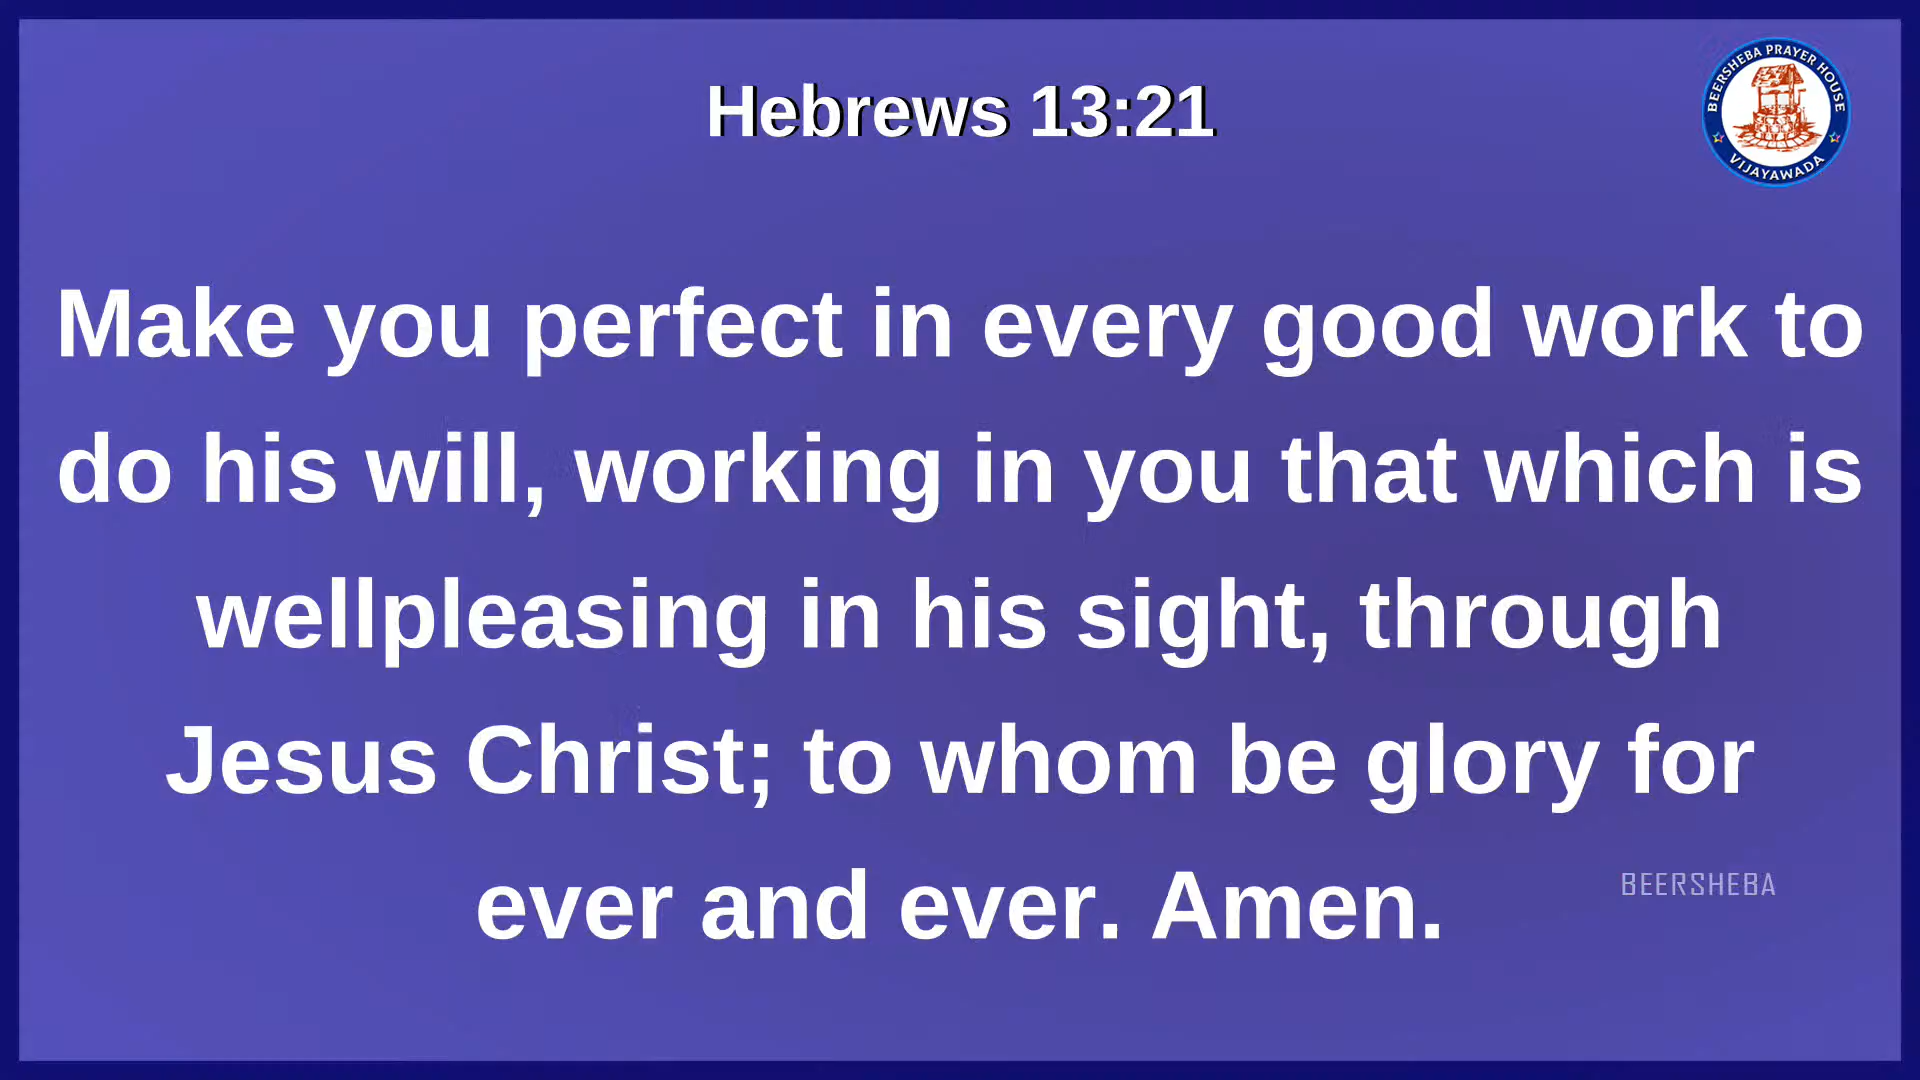 Hebrews 13:21
BEERSHEBA PRAYER HOUSE
VIJAYAWADA
Make you perfect in every good work to
do his will, working in you that which is
wellpleasing in his sight, through
Jesus Christ; to whom be glory for
ever and ever. Amen.
BEERSHEBA